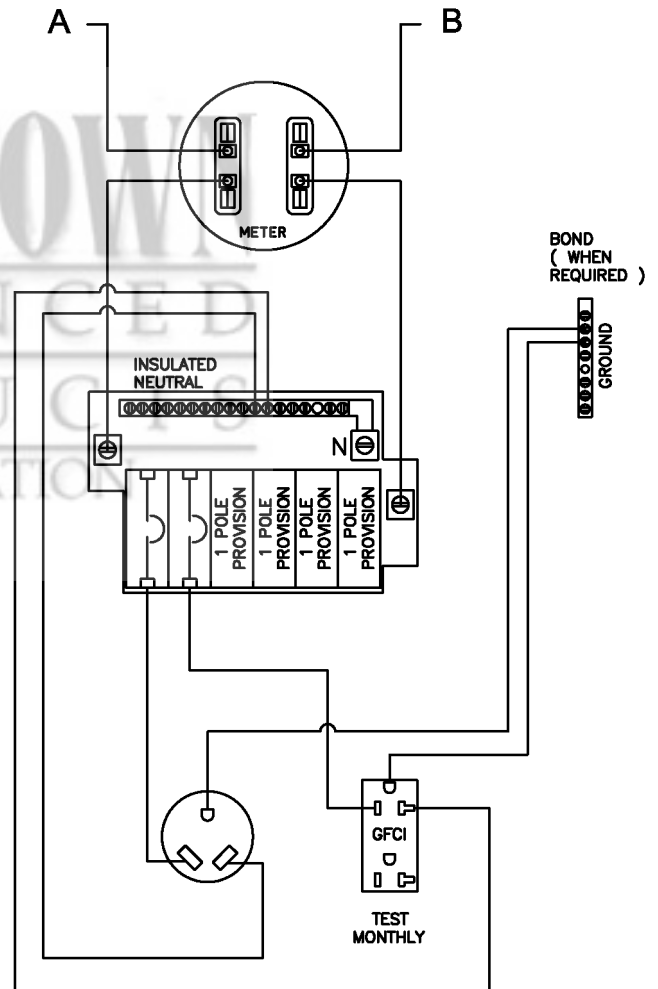 A
B
METER
BOND
( WHEN
REQUIRED )
GROUND
INSULATED
NEUTRAL
N
1 POLE
PROVISION
1 POLE
PROVISION
1 POLE
PROVISION
1 POLE
PROVISION
GFCI
TEST
MONTHLY